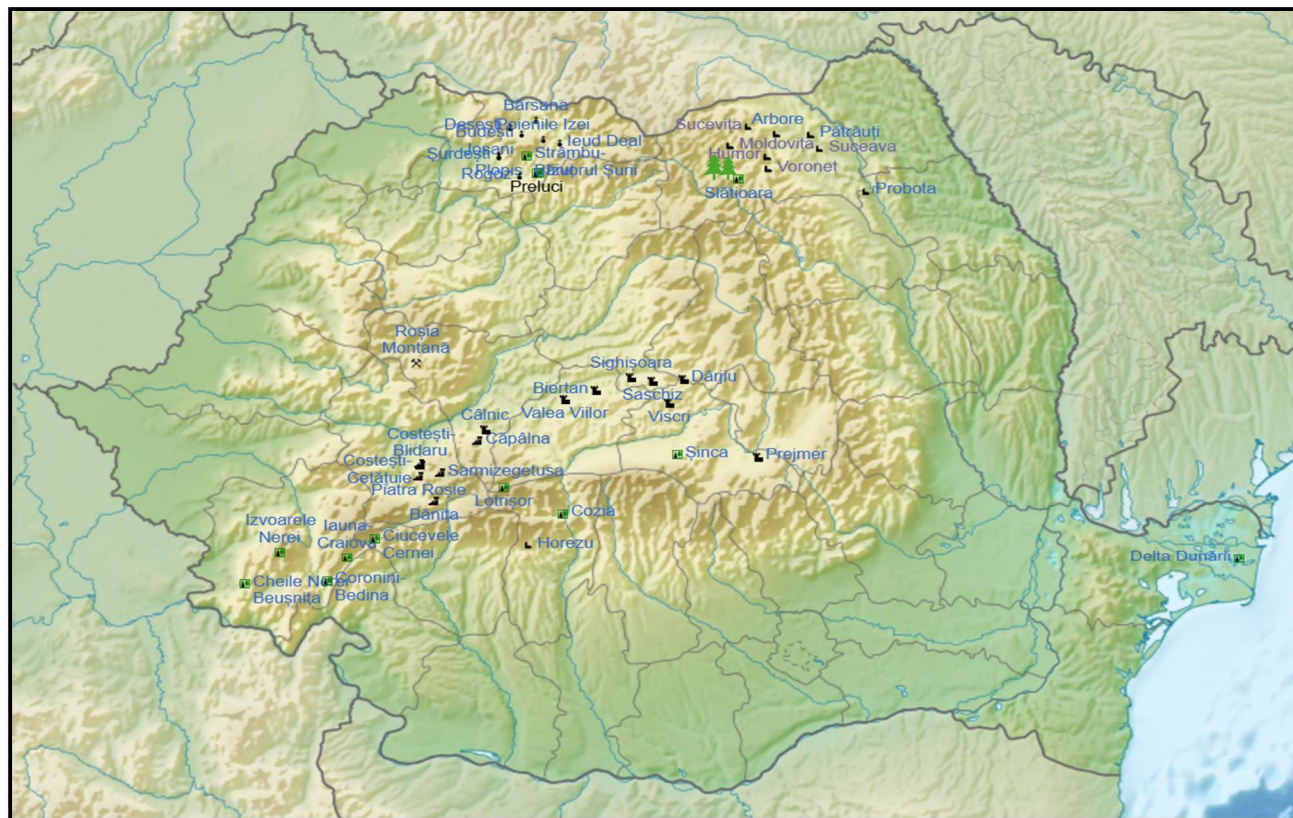 Bârsana
Desești
Poienile Izei
Budești
Josani
Ieud Deal
Șurdești
Strâmbu-
Băiuț
Plopiș
Izvorul Șurii
Rogoz
Preluci
Sucevița
Arbore
Pătrăuți
Moldovița
Suceava
Humor
Voroneț
Slătioara
Probota
Roșia
Montană
Sighișoara
Biertan
Saschiz
Dârjiu
Valea Viilor
Viscri
Câlnic
Căpâlna
Costești-
Blidaru
Șinca
Prejmer
Costești-
Cetățuie
Sarmizegetusa
Piatra Roșie
Lotrișor
Bănița
Cozia
Izvoarele
Nerei
Iauna-
Craiova
Ciucevele
Cernei
Horezu
Delta Dunării
Cheile Nerei
Beușnița
Coronini-
Bedina